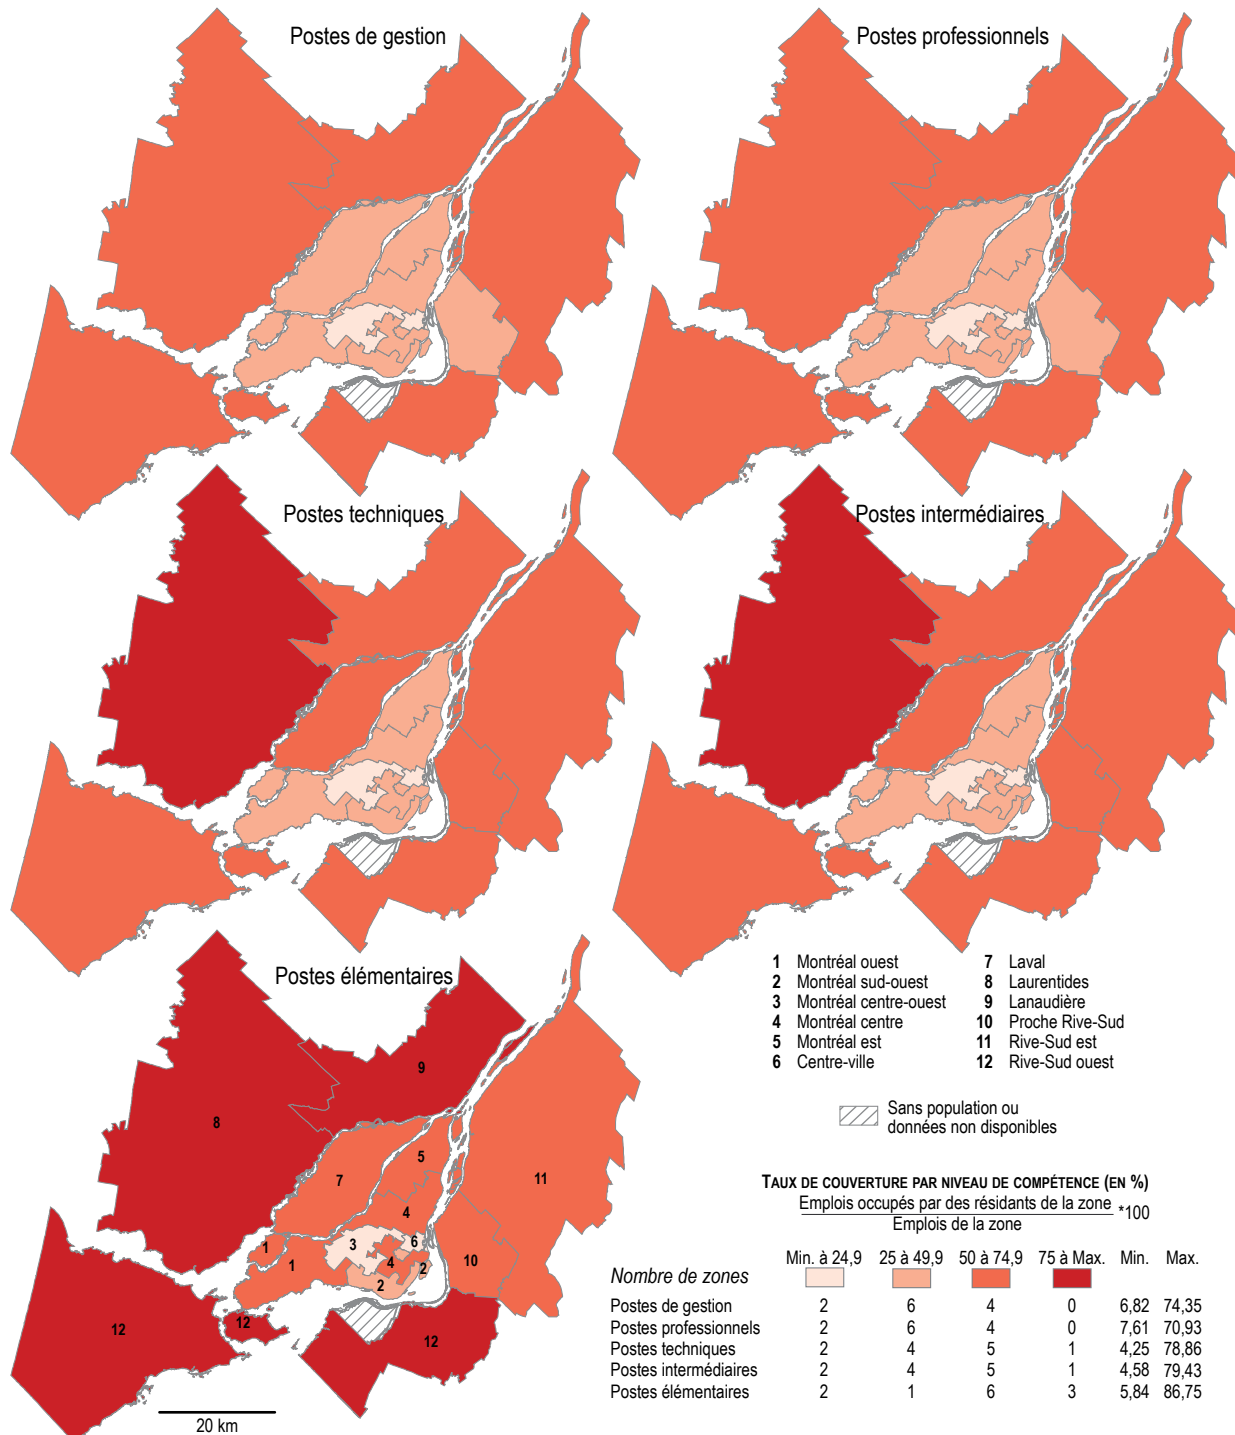 Postes de gestion
Postes professionnels
Postes techniques
Postes intermédiaires
Postes élémentaires
8
9
7
5
11
4
1
3
6
1
4
2
10
2
12
12
12
20 km
1 Montréal ouest
2 Montréal sud-ouest
3 Montréal centre-ouest
4 Montréal centre
5 Montréal est
6 Centre-ville
7 Laval
8 Laurentides
9 Lanaudière
10 Proche Rive-Sud
11 Rive-Sud est
12 Rive-Sud ouest
Sans population ou
données non disponibles
TAUX DE COUVERTURE PAR NIVEAU DE COMPÉTENCE (EN %)
Emplois occupés par des résidants de la zone *100
Emplois de la zone
Min. à 24,9 25 à 49,9 50 à 74,9 75 à Max. Min. Max.
Nombre de zones
Postes de gestion 2 6 4 0 6,82 74,35
Postes professionnels 2 6 4 0 7,61 70,93
Postes techniques 2 4 5 1 4,25 78,86
Postes intermédiaires 2 4 5 1 4,58 79,43
Postes élémentaires 2 1 6 3 5,84 86,75